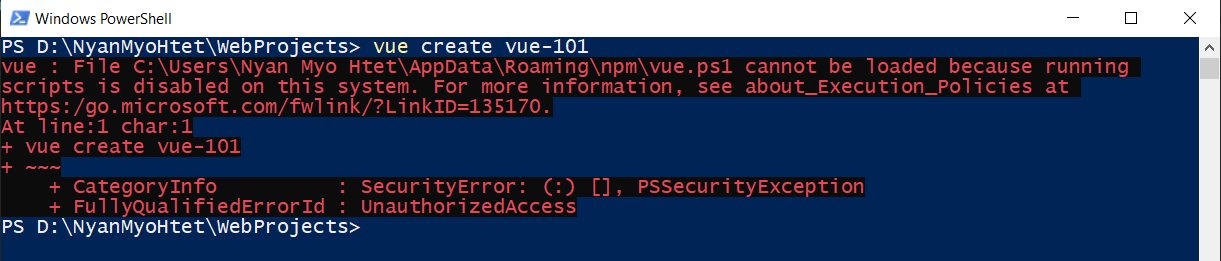 Windows PowerShell
PS D:\NyanMyoHtet\WebProjects> vue create vue-101
vue : File C:\Users\Nyan Myo Htet\AppData\Roaming\npm\vue.ps1 cannot be loaded because running
scripts is disabled on this system. For more information, see about_Execution_Policies at
https:/go.microsoft.com/fwlink/?LinkID=135170.
At line:1 char:1
+ vue create vue-101
+ ~~~
    + CategoryInfo          : SecurityError: (:) [], PSSecurityException
    + FullyQualifiedErrorId : UnauthorizedAccess
PS D:\NyanMyoHtet\WebProjects>